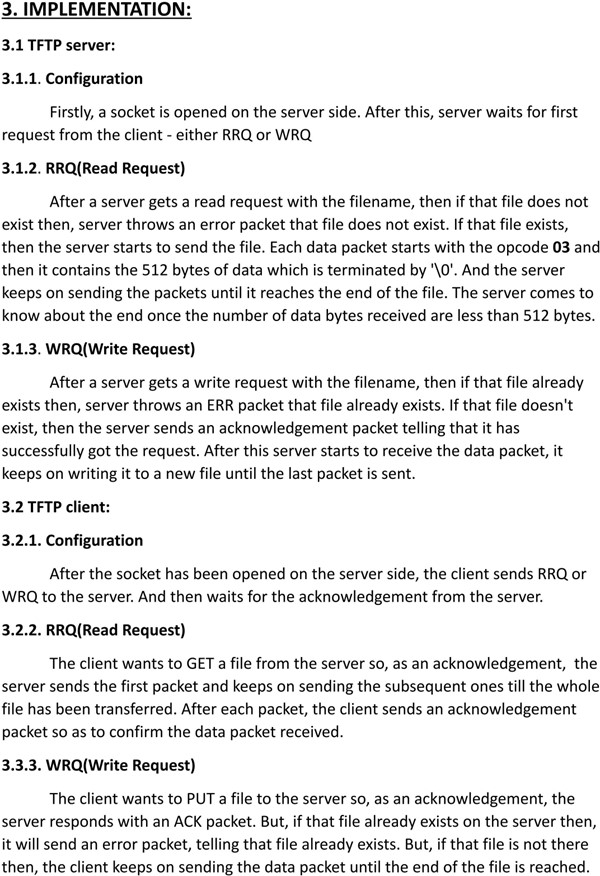 3. IMPLEMENTATION:
3.1 TFTP server:
3.1.1. Configuration
Firstly, a socket is opened on the server side. After this, server waits for first
request from the client - either RRQ or WRQ
3.1.2. RRQ(Read Request)
After a server gets a read request with the filename, then if that file does not
exist then, server throws an error packet that file does not exist. If that file exists,
then the server starts to send the file. Each data packet starts with the opcode 03 and
then it contains the 512 bytes of data which is terminated by '\0'. And the server
keeps on sending the packets until it reaches the end of the file. The server comes to
know about the end once the number of data bytes received are less than 512 bytes.
3.1.3. WRQ(Write Request)
After a server gets a write request with the filename, then if that file already
exists then, server throws an ERR packet that file already exists. If that file doesn't
exist, then the server sends an acknowledgement packet telling that it has
successfully got the request. After this server starts to receive the data packet, it
keeps on writing it to a new file until the last packet is sent.
3.2 TFTP client:
3.2.1. Configuration
After the socket has been opened on the server side, the client sends RRQ or
WRQ to the server. And then waits for the acknowledgement from the server.
3.2.2. RRQ(Read Request)
The client wants to GET a file from the server so, as an acknowledgement,  the
server sends the first packet and keeps on sending the subsequent ones till the whole
file has been transferred. After each packet, the client sends an acknowledgement
packet so as to confirm the data packet received.
3.3.3. WRQ(Write Request)
The client wants to PUT a file to the server so, as an acknowledgement, the
server responds with an ACK packet. But, if that file already exists on the server then,
it will send an error packet, telling that file already exists. But, if that file is not there
then, the client keeps on sending the data packet until the end of the file is reached.